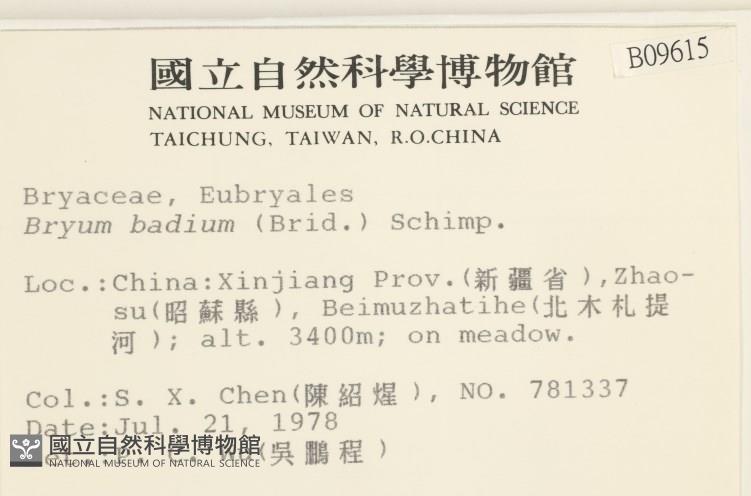 B09615
國立自然科學博物館
NATIONAL MUSEUM OF NATURAL SCIENCE
TAICHUNG, TAIWAN, R.O.CHINA
Bryaceae, Eubryales
Bryum badium (Brid.) Schimp.
Loc.:China:Xinjiang Prov.(新疆省),Zhao-
su(昭蘇縣), Beimuzhatihe(北木札提
河); alt. 3400m; on meadow.
Col.:S. X. Chen(陳紹煋), NO. 781337
Date:Jul. 21, 1978
(吳鵬程)
國立自然科學博物館
NATIONAL MUSEUM OF NATURAL SCIENCE